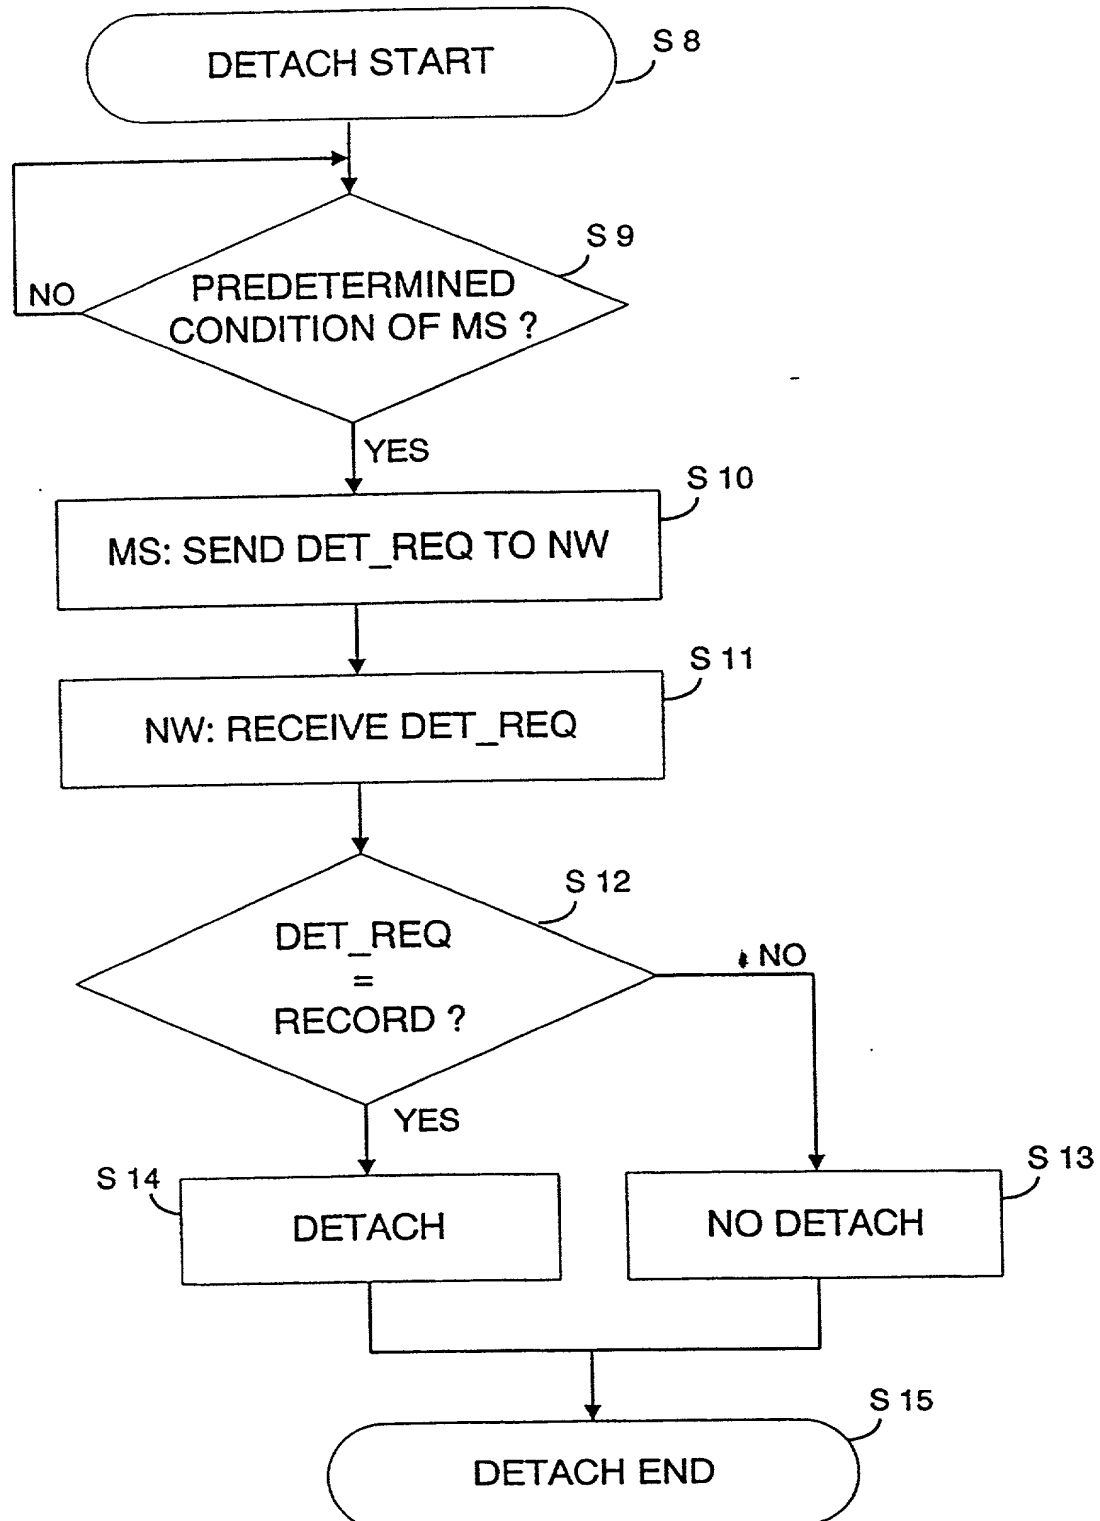 DETACH START
S 8
S 9
PREDETERMINED
CONDITION OF MS ?
NO
YES
S 10
MS: SEND DET_REQ TO NW
S 11
NW: RECEIVE DET_REQ
S 12
DET_REQ
=
RECORD ?
NO
YES
S 14
DETACH
S 13
NO DETACH
S 15
DETACH END